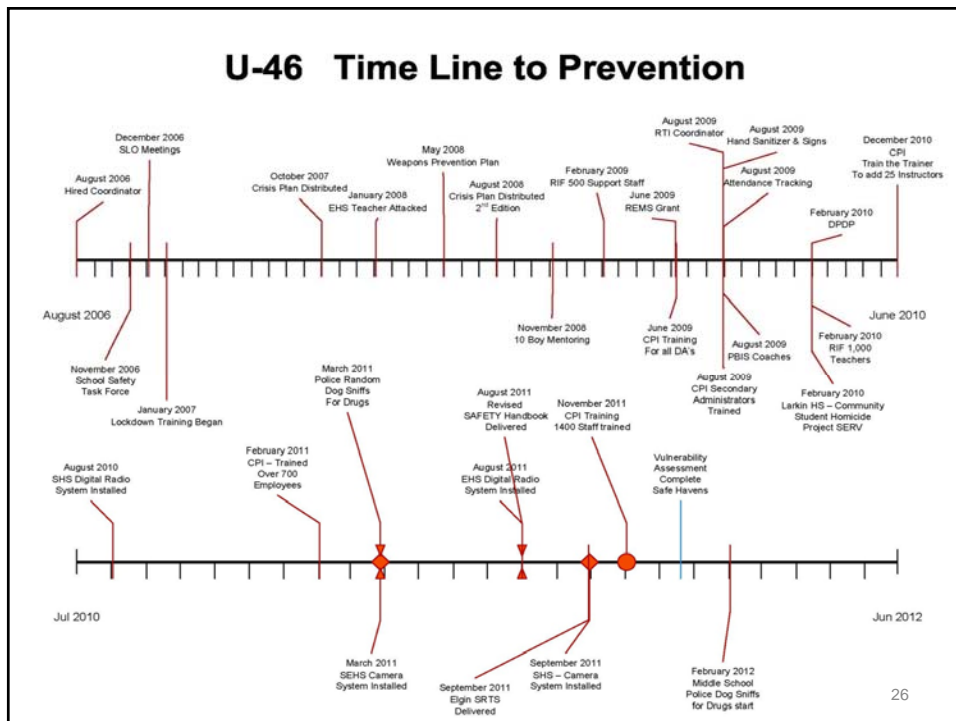 U-46 Time Line to Prevention
August 2006
Hired Coordinator
December 2006
SLO Meetings
October 2007
Crisis Plan Distributed
January 2008
EHS Teacher Attacked
May 2008
Weapons Prevention Plan
August 2008
Crisis Plan Distributed
2nd Edition
February 2009
RIF 500 Support Staff
June 2009
REMS Grant
August 2009
RTI Coordinator
August 2009
Hand Sanitizer & Signs
August 2009
Attendance Tracking
February 2010
DPDP
December 2010
CPI
Train the Trainer
To add 25 Instructors
August 2006
June 2010
November 2006
School Safety
Task Force
January 2007
Lockdown Training Began
November 2008
10 Boy Mentoring
June 2009
CPI Training
For all DA's
August 2009
PBIS Coaches
August 2009
CPI Secondary
Administrators
Trained
February 2010
RIF 1,000
Teachers
February 2010
Larkin HS – Community
Student Homicide
Project SERV
August 2010
SHS Digital Radio
System Installed
February 2011
CPI – Trained
Over 700
Employees
March 2011
Police Random
Dog Sniffs
For Drugs
August 2011
Revised
SAFETY Handbook
Delivered
August 2011
EHS Digital Radio
System Installed
November 2011
CPI Training
1400 Staff trained
Vulnerability
Assessment
Complete
Safe Havens
Jul 2010
Jun 2012
March 2011
SEHS Camera
System Installed
September 2011
Elgin SRTS
Delivered
September 2011
SHS – Camera
System Installed
February 2012
Middle School
Police Dog Sniffs
for Drugs start
26